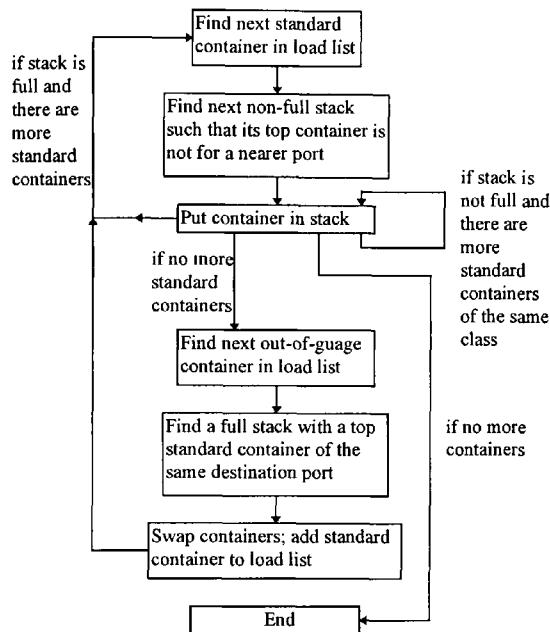 Find next standard
container in load list
if stack is
full and
there are
more
standard
containers
Find next non-full stack
such that its top container is
not for a nearer port
if stack is
not full and
there are
more
standard
containers
of the same
class
Put container in stack
if no more
standard
containers
Find next out-of-guage
container in load list
if no more
containers
Find a full stack with a top
standard container of the
same destination port
Swap containers; add standard
container to load list
End